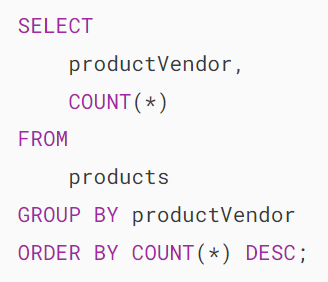 SELECT
    productVendor,
    COUNT(*)
FROM
    products
GROUP BY productVendor
ORDER BY COUNT(*) DESC;